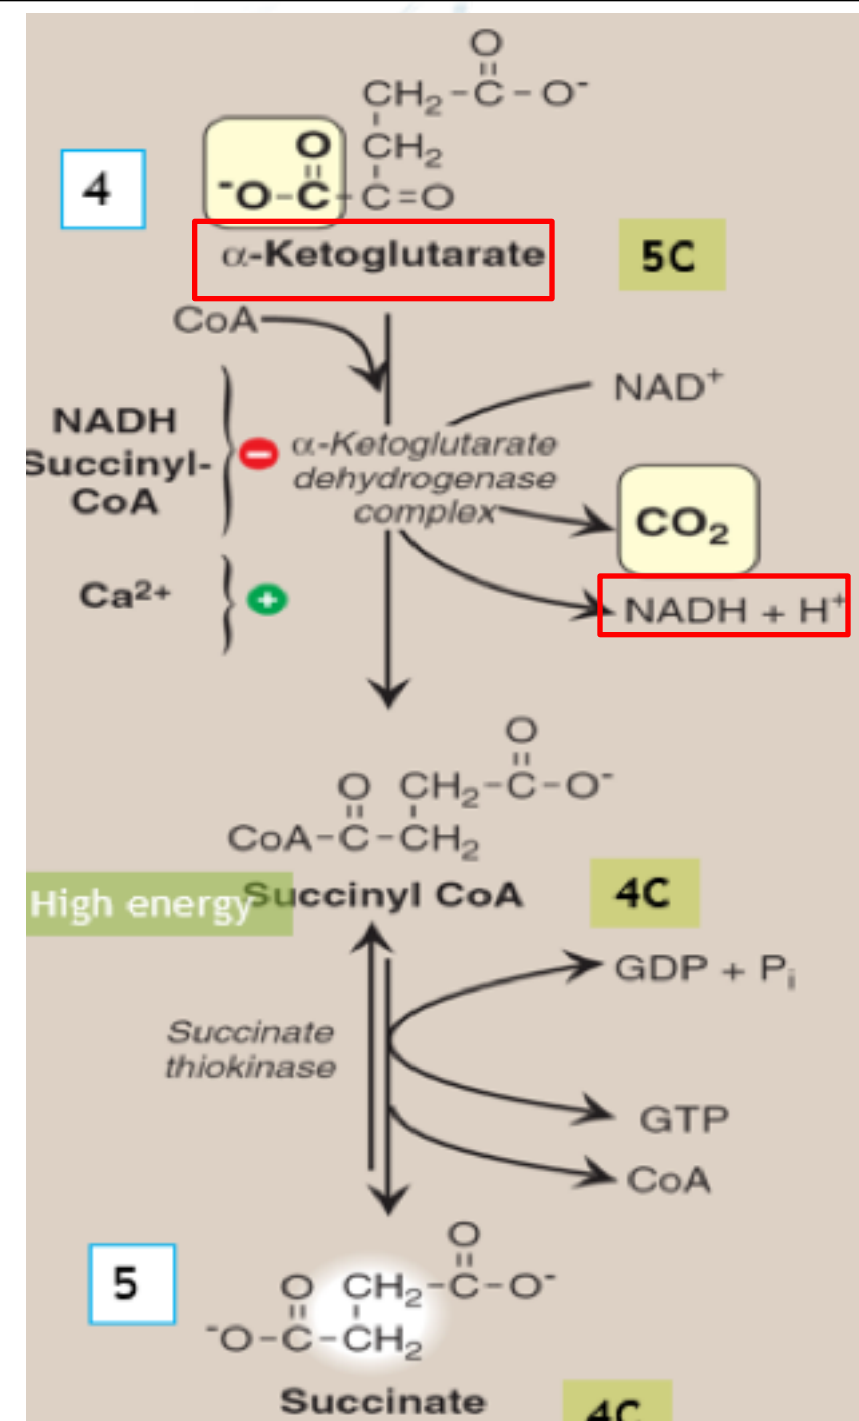 O
CH₂-C-O⁻
O CH₂
4
⁻O-C-C=O
α-Ketoglutarate
5C
CoA
NAD⁺
NADH
Succinyl-
CoA
α-Ketoglutarate
dehydrogenase
complex
CO₂
Ca²⁺
NADH + H⁺
O
O CH₂-C-O⁻
CoA-C-CH₂
High energy
Succinyl CoA
4C
GDP + Pᵢ
Succinate
thiokinase
GTP
CoA
O
5
O CH₂-C-O⁻
⁻O-C-CH₂
Succinate
4C